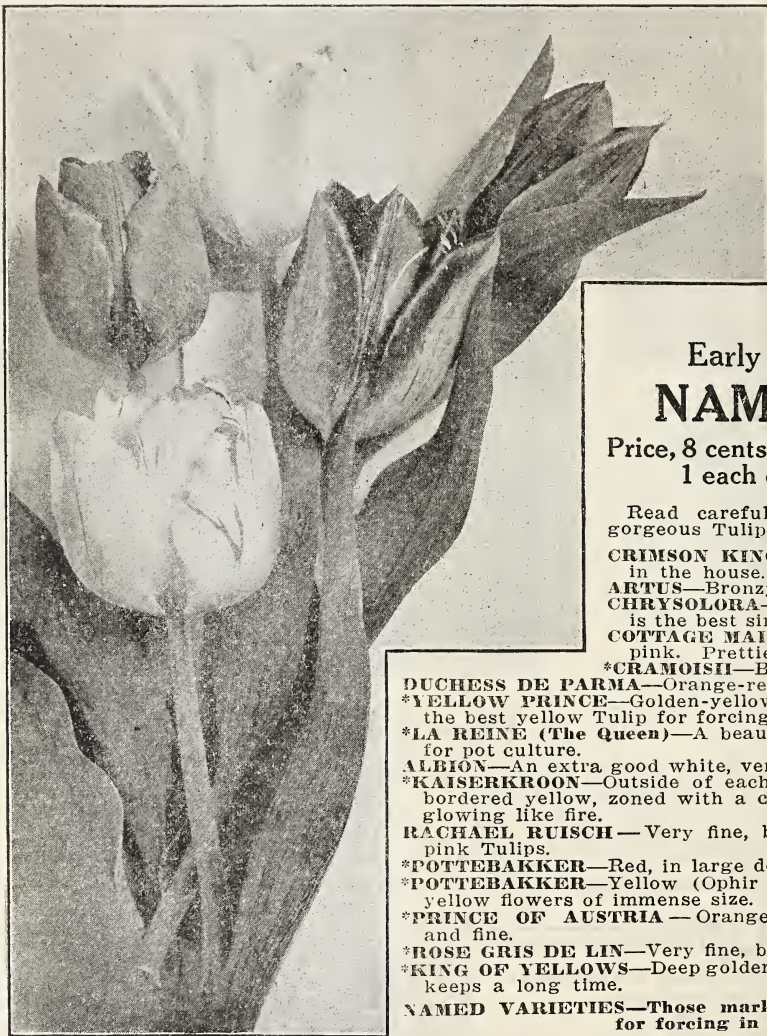 Early
NAM
Price, 8 cents
1 each
Read careful
gorgeous Tulip
CRIMSON KING
in the house.
ARTUS—Bronz
CHRYSOLORA—
is the best sin
COTTAGE MAI
pink. Prettie
*CRAMOISII—B
DUCHESS DE PARMA—Orange-re
*YELLOW PRINCE—Golden-yellow
the best yellow Tulip for forcing
*LA REINE (The Queen)—A beau
for pot culture.
ALBION—An extra good white, ver
*KAISERKROON—Outside of each
bordered yellow, zoned with a c
glowing like fire.
RACHAEL RUISCH—Very fine, b
pink Tulips.
*POTTEBAKKER—Red, in large d
*POTTEBAKKER—Yellow (Ophir
yellow flowers of immense size.
*PRINCE OF AUSTRIA—Orange
and fine.
*ROSE GRIS DE LIN—Very fine, b
*KING OF YELLOWS—Deep golden
keeps a long time.
NAMED VARIETIES—Those mark
for forcing in